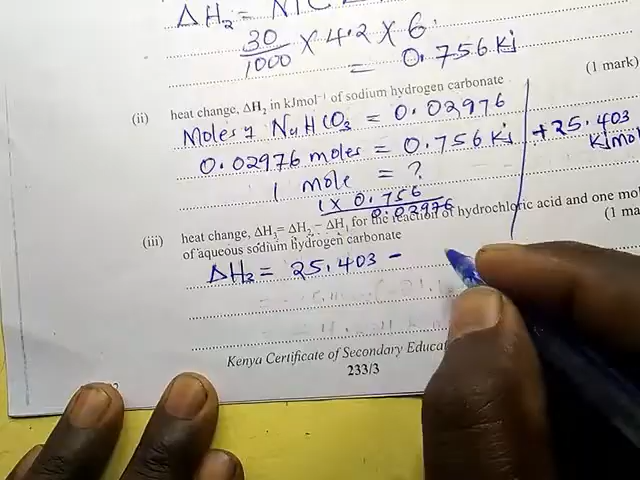 ΔH₂ =
30/1000 × 4.2 × 6
= 0.756 Kj
(1 mark)
(ii) heat change, ΔH₂ in kJmol⁻¹ of sodium hydrogen carbonate
Moles of NaHCO₃ = 0.02976
0.02976 moles = 0.756 Kj
+25.403
KJmol
1 mole = ?
1 × 0.756
0.02976
(iii) heat change, ΔH₃= ΔH₂ – ΔH₁ for the reaction of hydrochloric acid and one mol
of aqueous sodium hydrogen carbonate
(1 ma
ΔH₃ = 25.403 -
Kenya Certificate of Secondary Educat
233/3